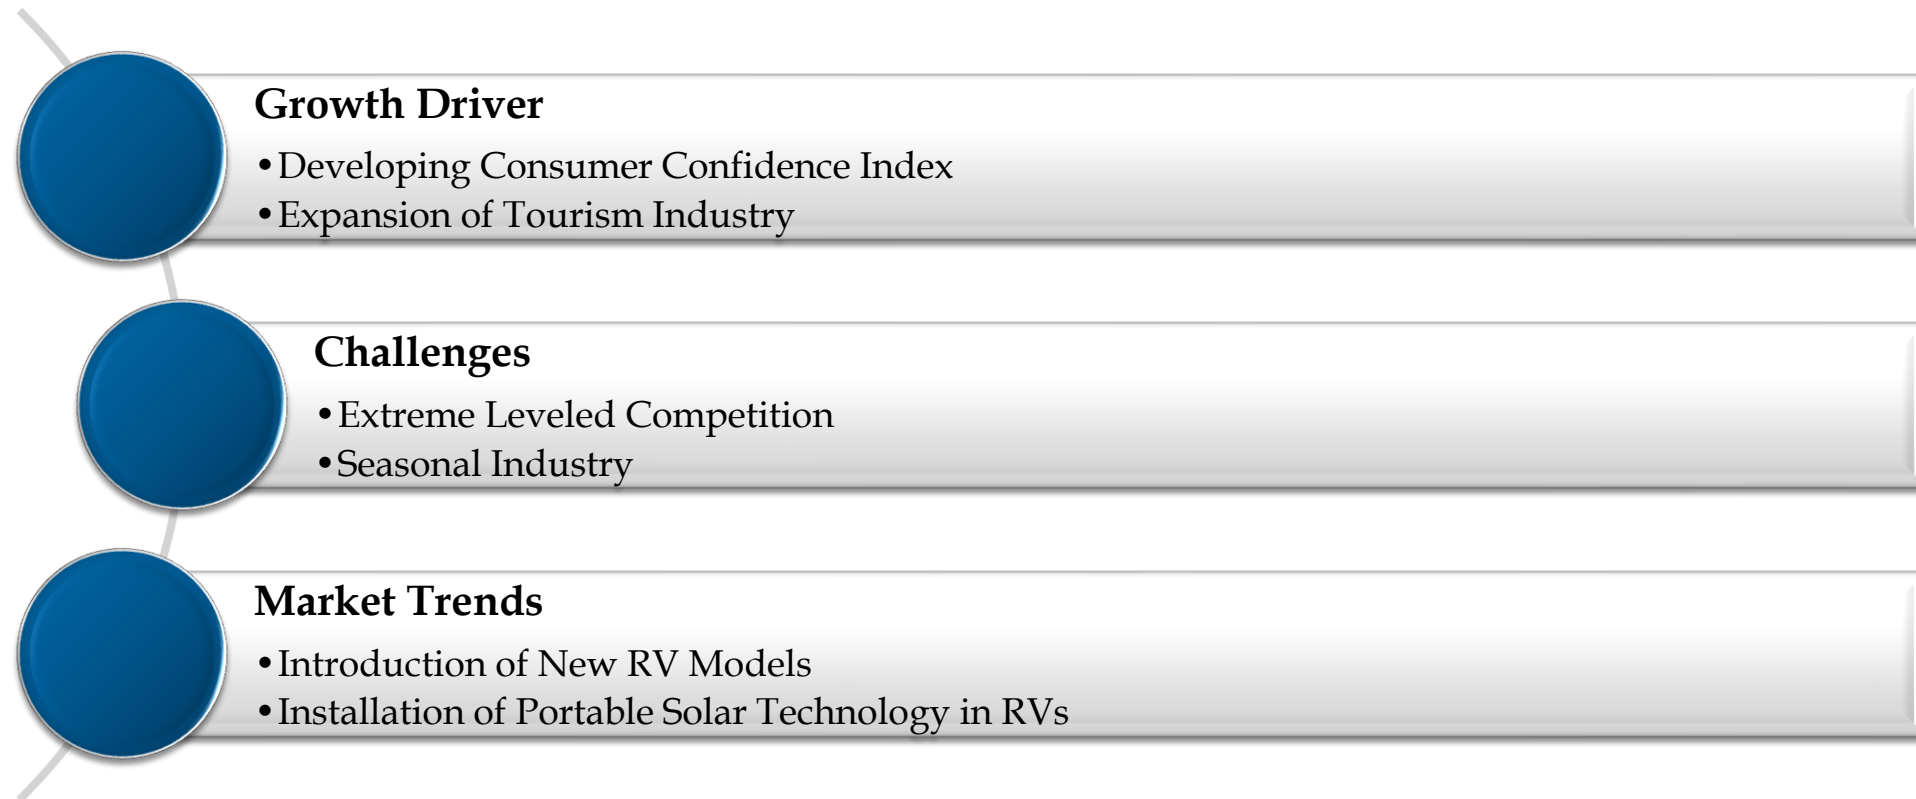 Growth Driver
•Developing Consumer Confidence Index
•Expansion of Tourism Industry
Challenges
•Extreme Leveled Competition
•Seasonal Industry
Market Trends
•Introduction of New RV Models
•Installation of Portable Solar Technology in RVs